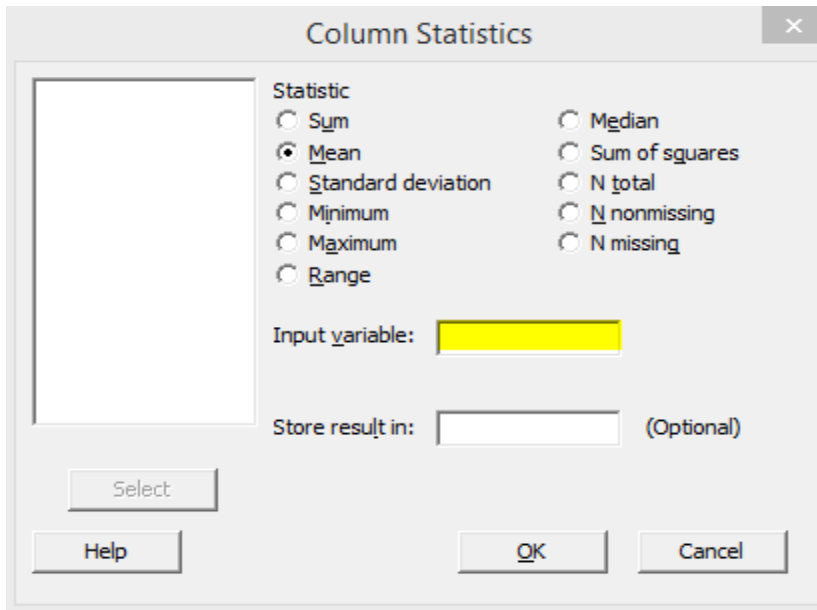 Column Statistics
Statistic
Sum
Mean
Standard deviation
Minimum
Maximum
Range
Median
Sum of squares
N total
N nonmissing
N missing
Input variable:
Store result in:
(Optional)
Select
Help
OK
Cancel